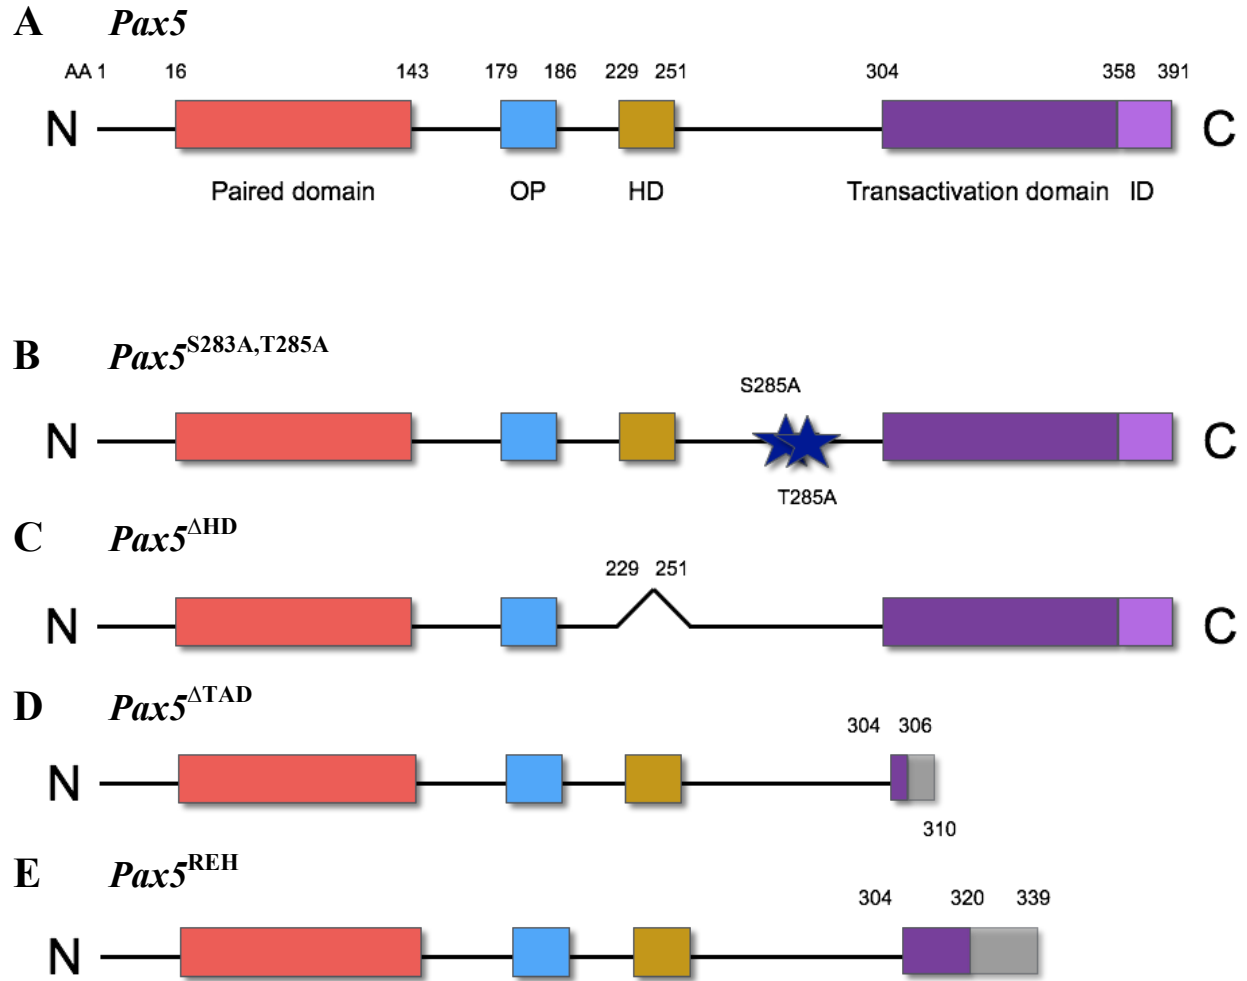 A Pax5
AA 1 16 143 179 186 229 251 304 358 391
N C
Paired domain OP HD Transactivation domain ID
B Pax5S283A,T285A
S285A
N C
T285A
C Pax5ΔHD
229 251
N C
D Pax5ΔTAD
304 306
N
310
E Pax5REH
304 320 339
N